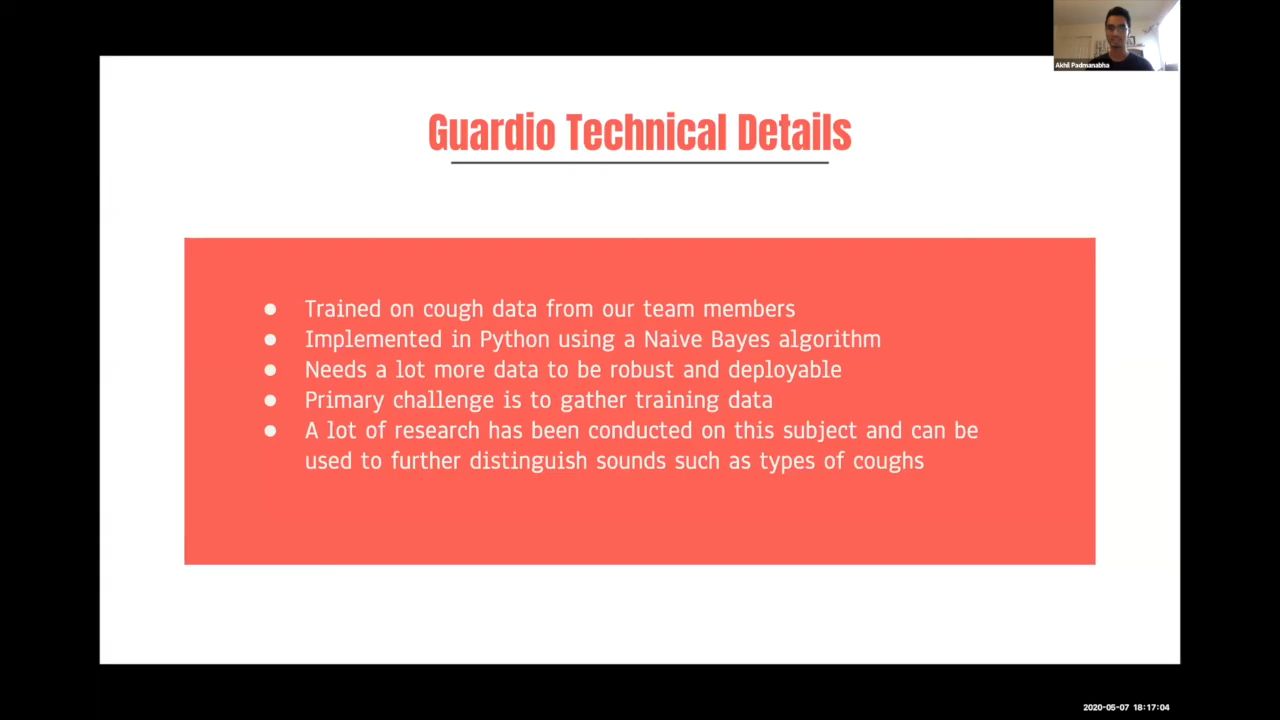 Akhil Padmanabha
Guardio Technical Details
● Trained on cough data from our team members
● Implemented in Python using a Naive Bayes algorithm
● Needs a lot more data to be robust and deployable
● Primary challenge is to gather training data
● A lot of research has been conducted on this subject and can be
used to further distinguish sounds such as types of coughs
2020-05-07 18:17:04